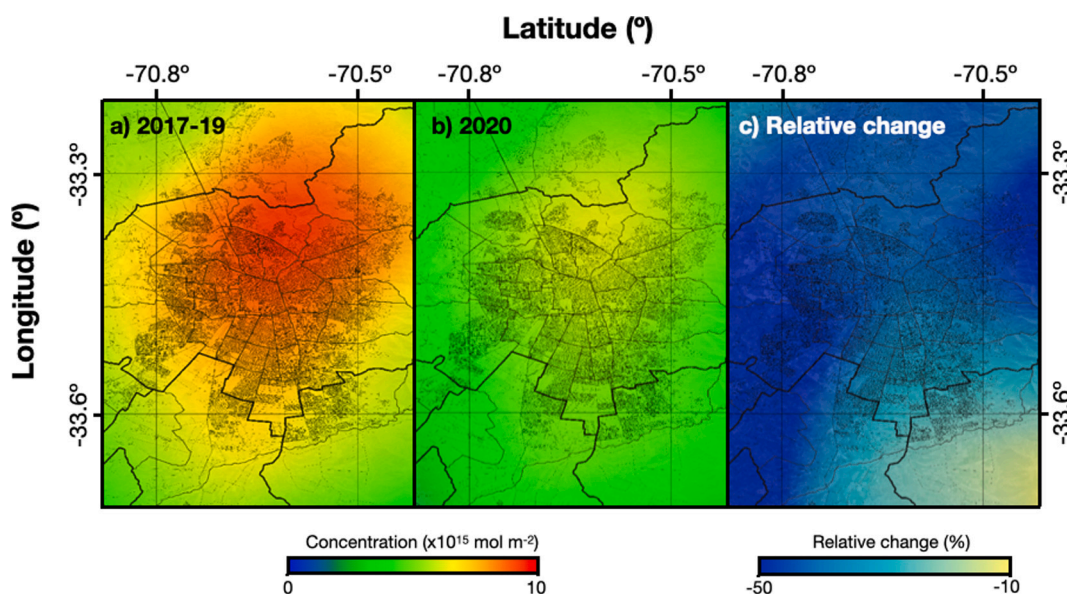 Latitude (º)
-70.8º -70.5º -70.8º -70.5º -70.8º -70.5º
a) 2017-19 b) 2020 c) Relative change
-33.3º -33.3º
Longitude (º)
-33.6º -33.6º
Concentration (x10¹⁵ mol m⁻²) Relative change (%)
0 10 -50 -10